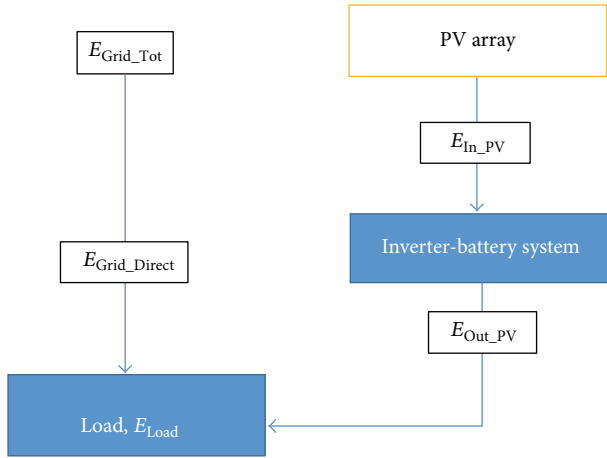 E_Grid_Tot
PV array
E_In_PV
E_Grid_Direct
Inverter-battery system
E_Out_PV
Load, E_Load